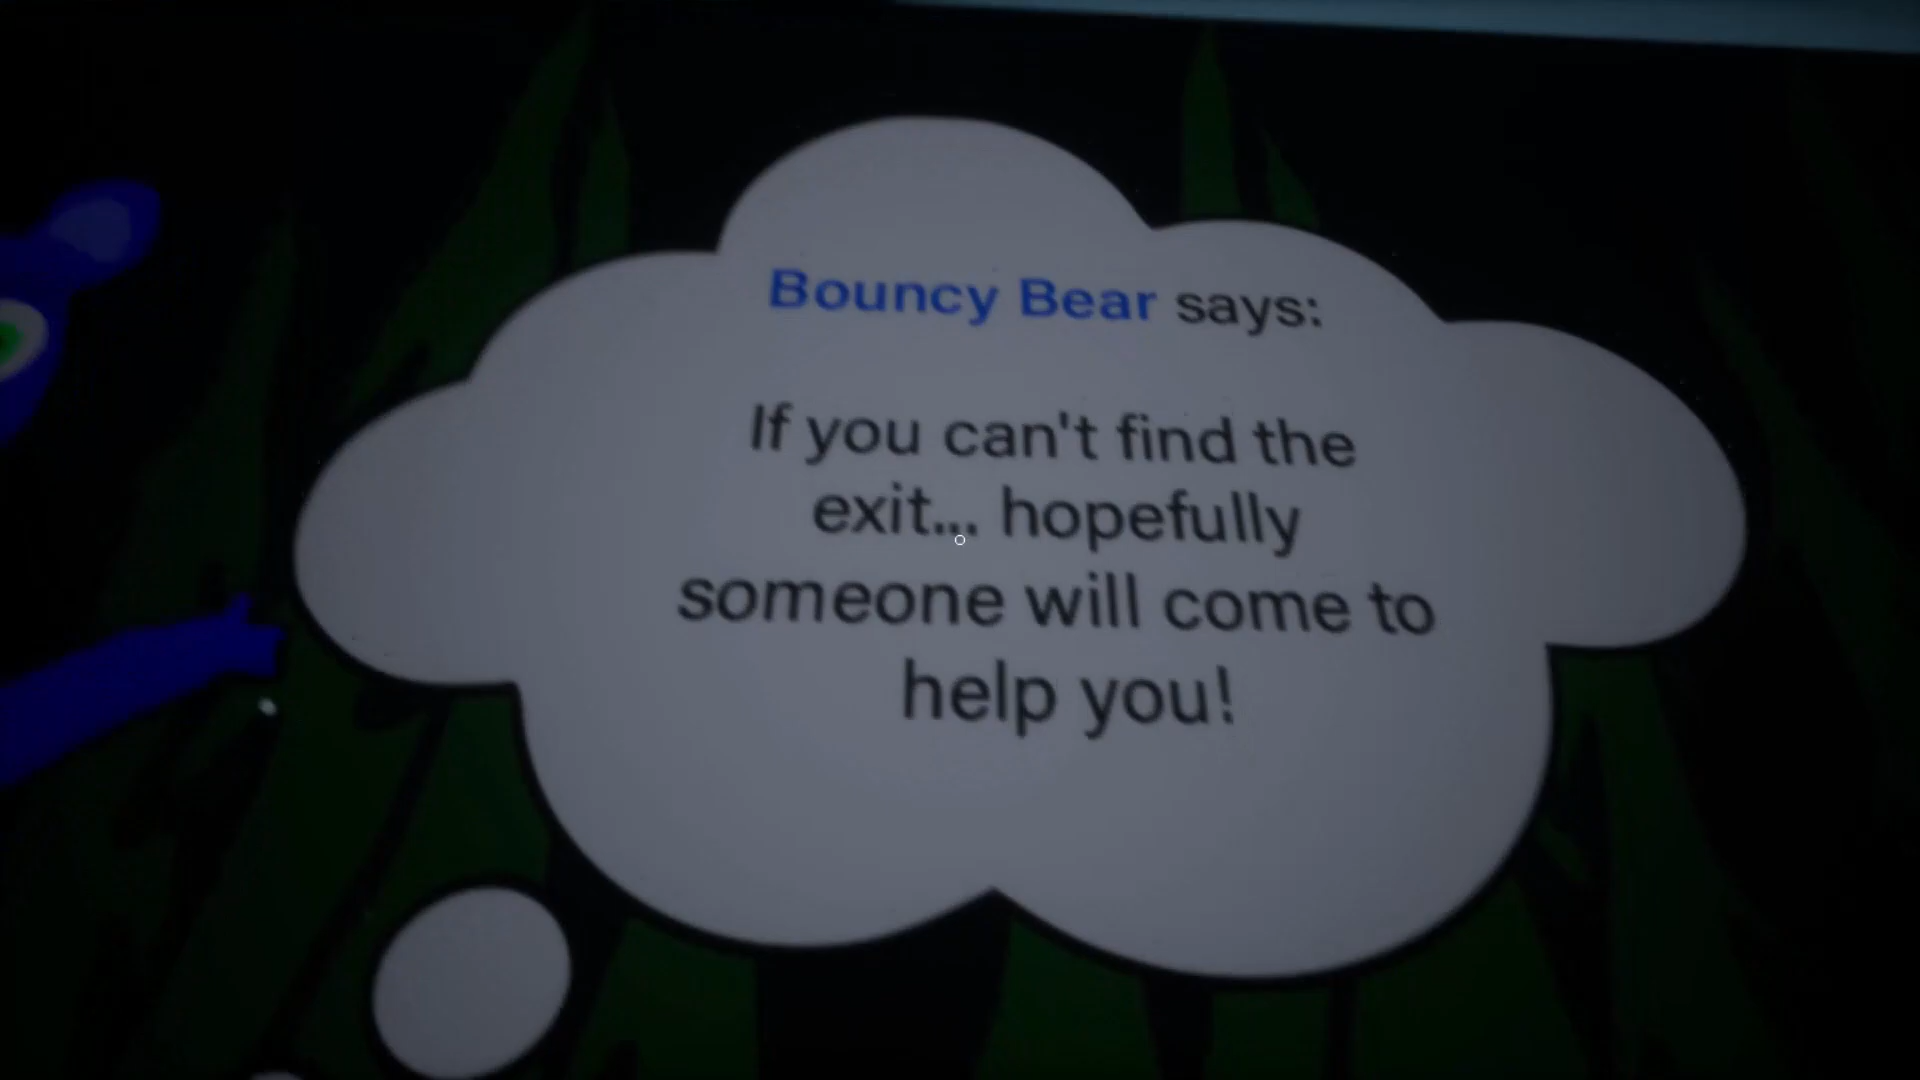 Bouncy Bear says:
If you can't find the
exit... hopefully
someone will come to
help you!